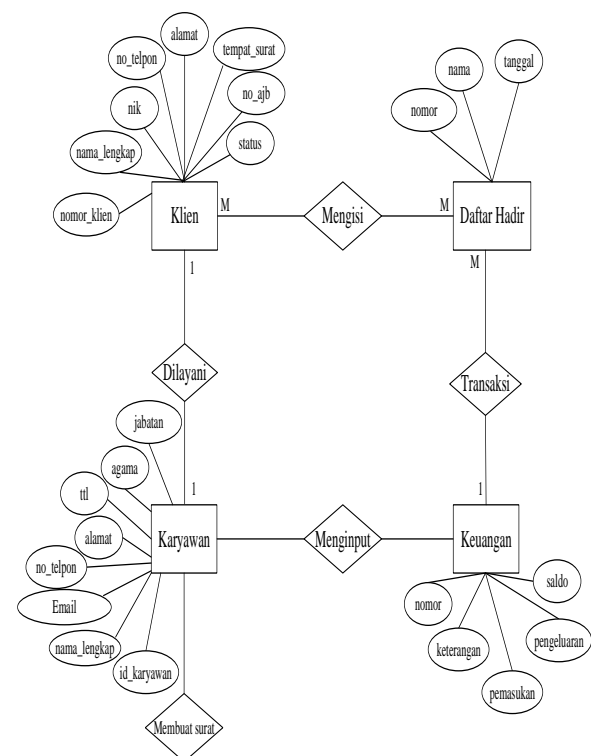 alamat
no_telpon
tempat_surat
nik
no_ajb
nama_lengkap
status
nomor_klien
Klien
M
Mengisi
M
Daftar Hadir
nomor
nama
tanggal
1
M
Dilayani
Transaksi
1
1
jabatan
agama
ttl
alamat
no_telpon
Email
nama_lengkap
id_karyawan
Karyawan
Menginput
Keuangan
nomor
saldo
keterangan
pengeluaran
pemasukan
Membuat surat